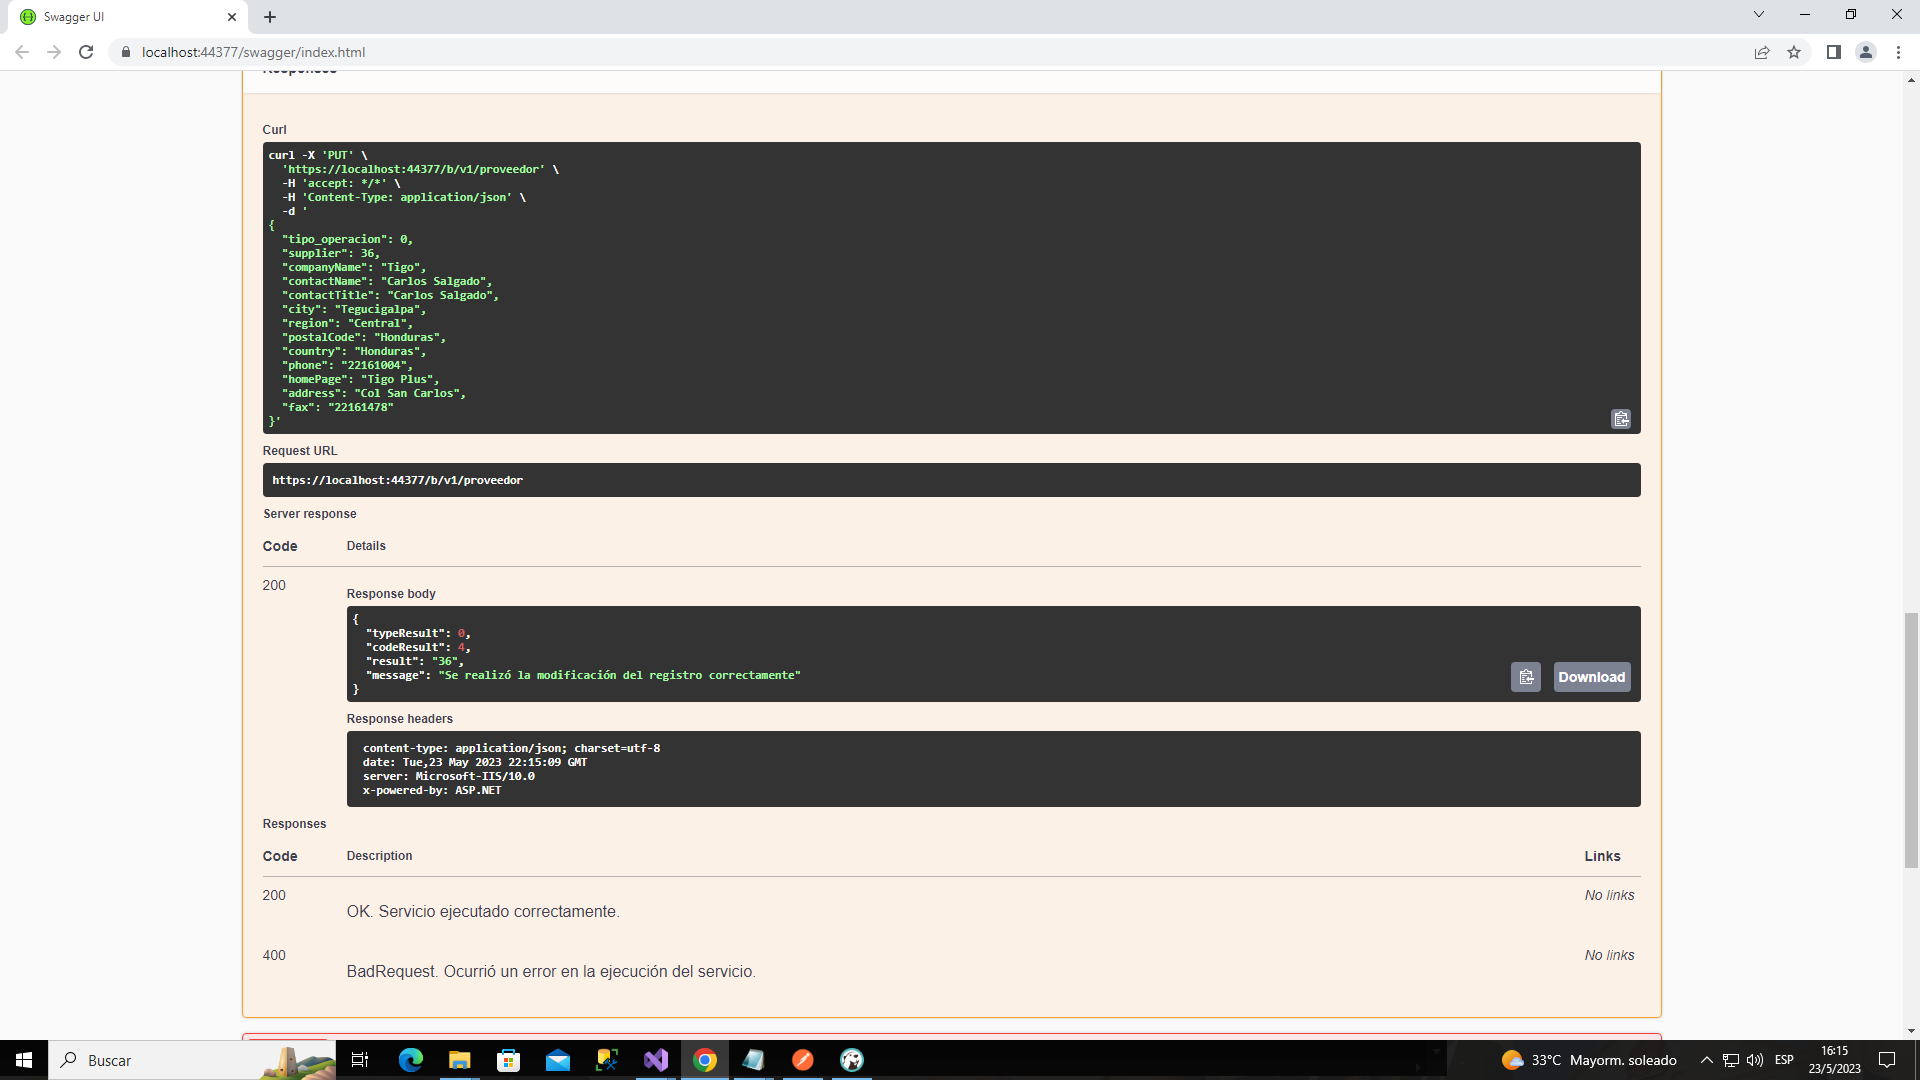 Swagger UI
localhost:44377/swagger/index.html
Responses
Curl
curl -X 'PUT' \
'https://localhost:44377/b/v1/proveedor' \
-H 'accept: */*' \
-H 'Content-Type: application/json' \
-d '
{
"tipo_operacion": 0,
"supplier": 36,
"companyName": "Tigo",
"contactName": "Carlos Salgado",
"contactTitle": "Carlos Salgado",
"city": "Tegucigalpa",
"region": "Central",
"postalCode": "Honduras",
"country": "Honduras",
"phone": "22161004",
"homePage": "Tigo Plus",
"address": "Col San Carlos",
"fax": "22161478"
}'
Request URL
https://localhost:44377/b/v1/proveedor
Server response
Code Details
200
Response body
{
"typeResult": 0,
"codeResult": 4,
"result": "36",
"message": "Se realizó la modificación del registro correctamente"
}
Download
Response headers
content-type: application/json; charset=utf-8
date: Tue,23 May 2023 22:15:09 GMT
server: Microsoft-IIS/10.0
x-powered-by: ASP.NET
Responses
Code Description Links
200 No links
OK. Servicio ejecutado correctamente.
400 No links
BadRequest. Ocurrió un error en la ejecución del servicio.
Buscar
33°C Mayorm. soleado
ESP
16:15
23/5/2023